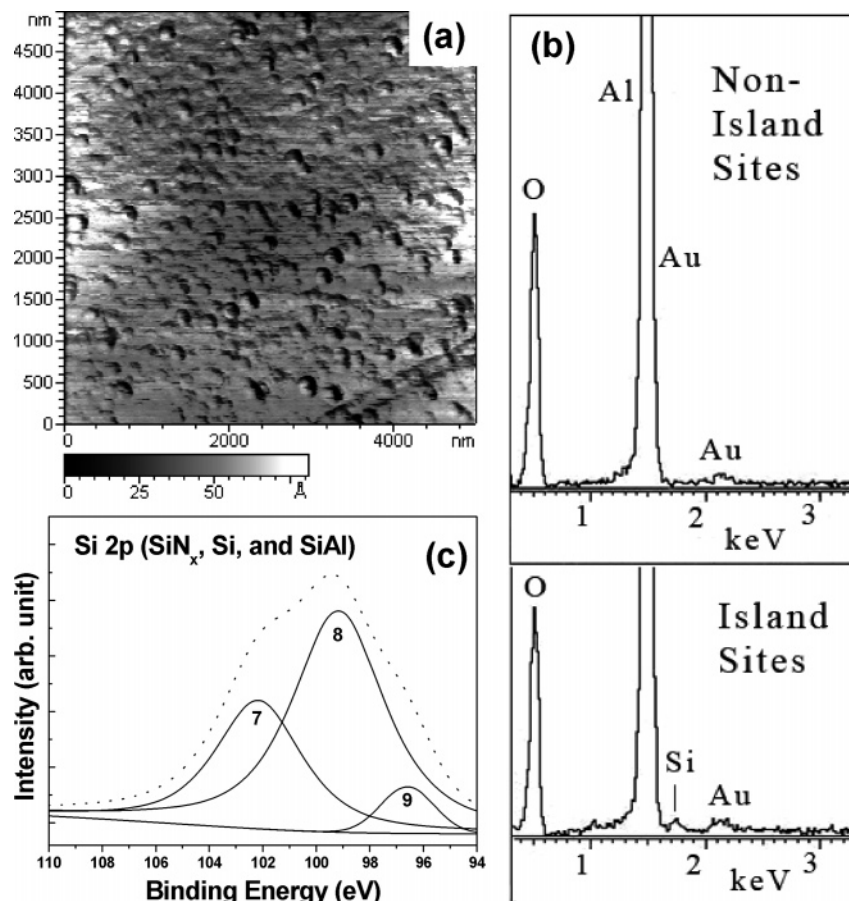 nm
(a)
4500
4000
3500
3000
2500
2000
1500
1000
500
0
0 2000 4000 nm
0 25 50 Å
(b)
Al
Non-
Island
Sites
O
Au
Au
1 2 3
keV
Si 2p (SiNx, Si, and SiAl)
(c)
Intensity (arb. unit)
7
8
9
110 108 106 104 102 100 98 96 94
Binding Energy (eV)
O
Island
Sites
Si
Au
1 2 3
keV